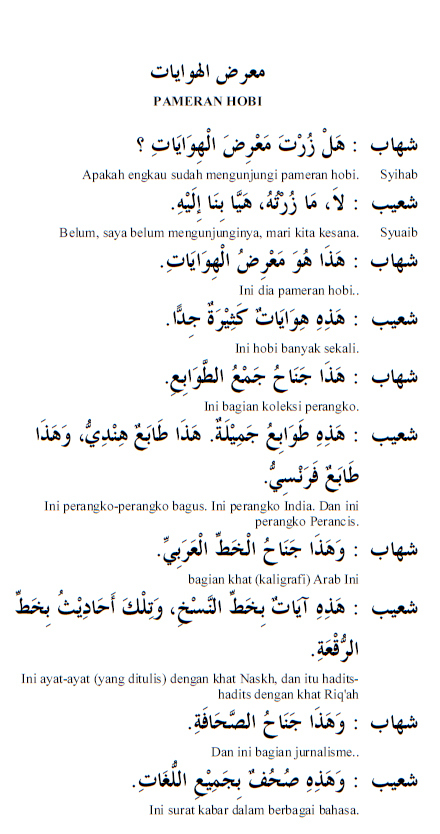 معرض الهوايات
PAMERAN HOBI
شهاب : هَلْ زُرْتَ مَعْرِضَ الْهِوَايَاتِ ؟
Apakah engkau sudah mengunjungi pameran hobi. Syihab
شعيب : لاَ، مَا زُرْتُهُ، هَيَّا بِنَا إِلَيْهِ.
Belum, saya belum mengunjunginya, mari kita kesana. Syuaib
شهاب : هَذَا هُوَ مَعْرِضُ الْهِوَايَاتِ.
Ini dia pameran hobi..
شعيب : هَذِهِ هِوَايَاتٌ كَثِيْرَةٌ جِدًّا.
Ini hobi banyak sekali.
شهاب : هَذَا جَنَاحُ جَمْعُ الطَّوَابِعِ.
Ini bagian koleksi perangko.
شعيب : هَذِهِ طَوَابِعُ جَمِيْلَةٌ. هَذَا طَابَعٌ هِنْدِيُّ، وَهَذَا
طَابَعٌ فَرَنْسِيُّ.
Ini perangko-perangko bagus. Ini perangko India. Dan ini
perangko Perancis.
شهاب : وَهَذَا جَنَاحُ الْخَطِّ الْعَرَبِيِّ.
bagian khat (kaligrafi) Arab Ini
شعيب : هَذِهِ آيَاتٌ بِخَطِّ النَّسْخِ، وَتِلْكَ أَحَادِيْثُ بِخَطِّ
الرُّقْعَةِ.
Ini ayat-ayat (yang ditulis) dengan khat Naskh, dan itu hadits-
hadits dengan khat Riq'ah
شهاب : وَهَذَا جَنَاحُ الصَّحَافَةِ.
Dan ini bagian jurnalisme..
شعيب : وَهَذِهِ صُحُفٌ بِجَمِيْعِ اللُّغَاتِ.
Ini surat kabar dalam berbagai bahasa.